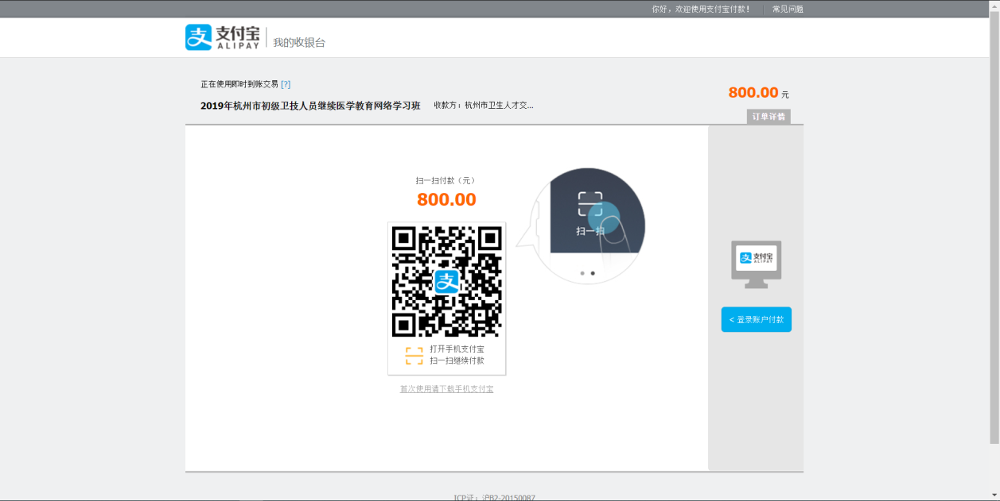 你好，欢迎使用支付宝付款！ 常见问题
支付宝 ALIPAY 我的收银台
正在使用即时到账交易 [?]
800.00 元
2019年杭州市初级卫技人员继续医学教育网络学习班 收款方：杭州市卫生人才交...
订单详情
扫一扫付款（元）
800.00
扫一扫
支付宝 ALIPAY
支
< 登录账户付款
打开手机支付宝
扫一扫继续付款
首次使用请下载手机支付宝
ICP证：沪B2-20150087